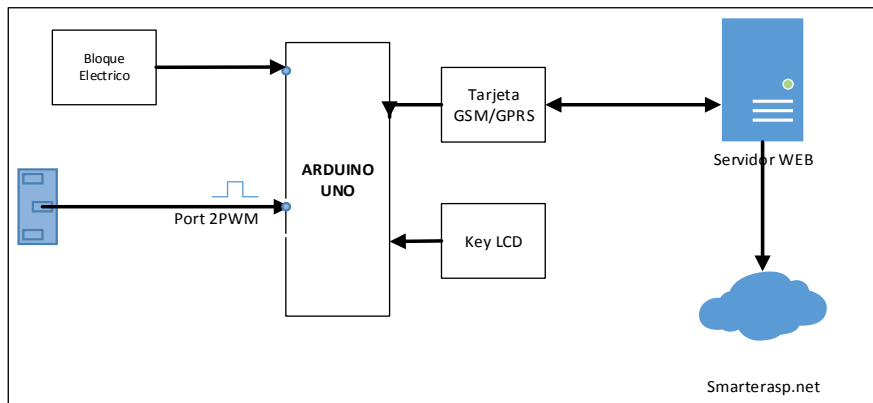 Bloque
Electrico
Tarjeta
GSM/GPRS
Servidor WEB
ARDUINO
UNO
Port 2PWM
Key LCD
Smarterasp.net